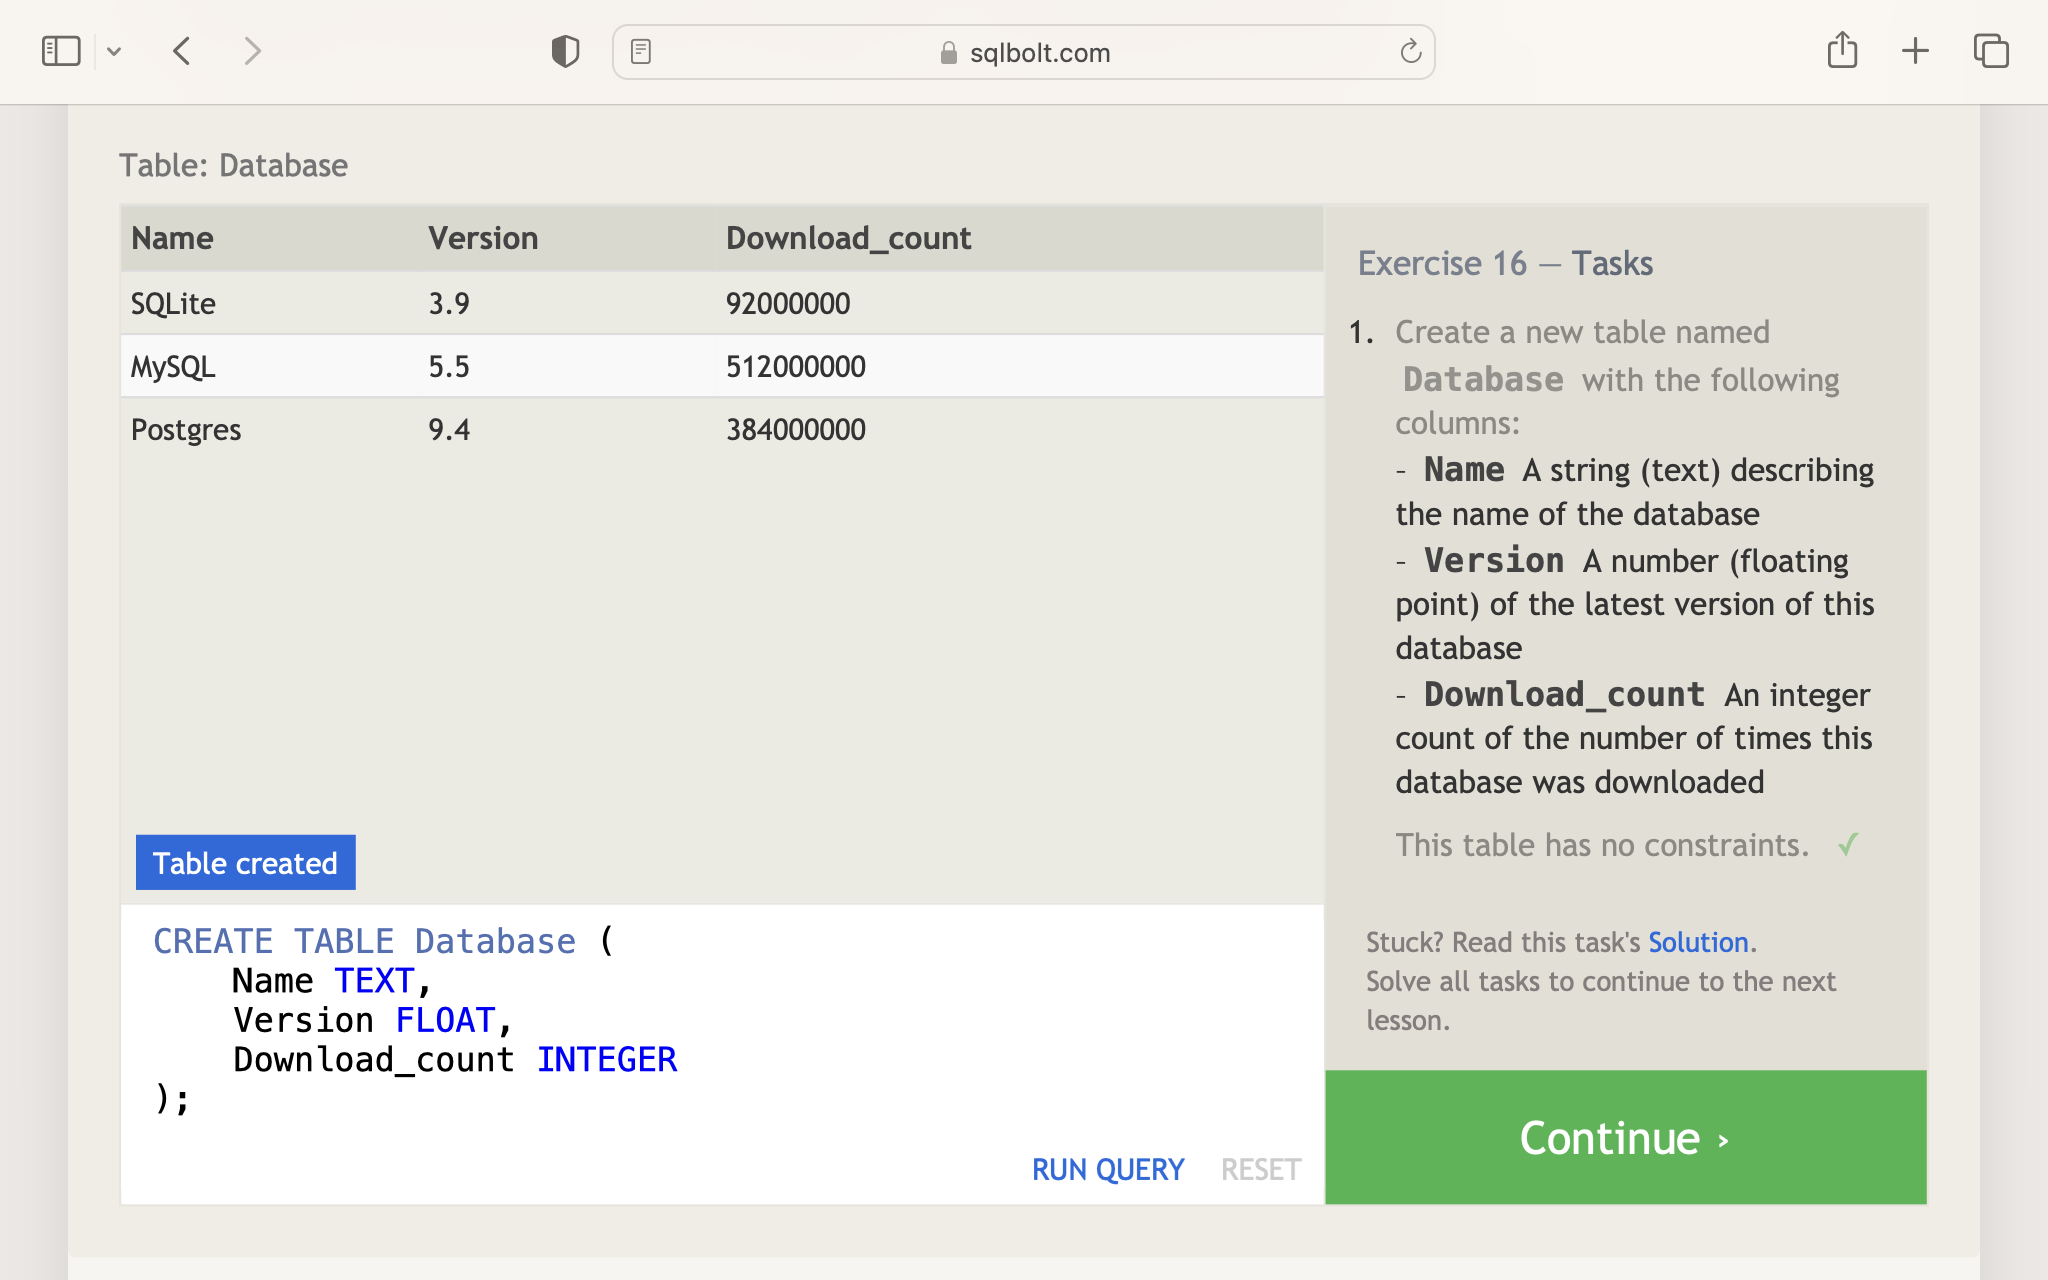 sqlbolt.com
Table: Database
Name Version Download_count
SQLite 3.9 92000000
MySQL 5.5 512000000
Postgres 9.4 384000000
Table created
CREATE TABLE Database (
    Name TEXT,
    Version FLOAT,
    Download_count INTEGER
);
RUN QUERY RESET
Exercise 16 — Tasks
1. Create a new table named
Database with the following
columns:
- Name A string (text) describing
the name of the database
- Version A number (floating
point) of the latest version of this
database
- Download_count An integer
count of the number of times this
database was downloaded
This table has no constraints. ✓
Stuck? Read this task's Solution.
Solve all tasks to continue to the next
lesson.
Continue ›